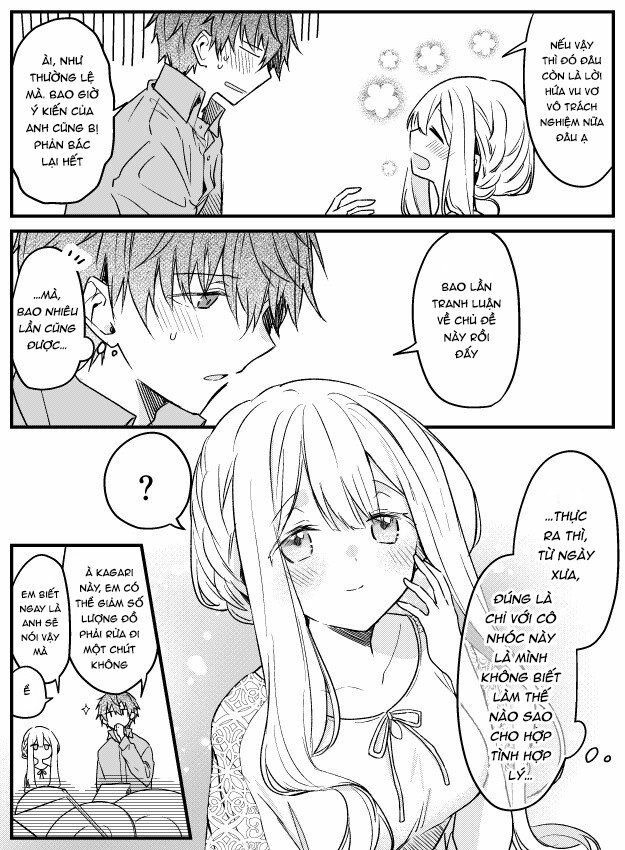 NẾU VẬY
THÌ ĐÓ ĐÂU
CÒN LÀ LỜI
HỨA VU VƠ
VÔ TRÁCH
NGHIỆM NỮA
ĐÂU Ạ
ÀI, NHƯ
THƯỜNG LỆ
MÀ. BAO GIỜ
Ý KIẾN CỦA
ANH CŨNG BỊ
PHẢN BÁC
LẠI HẾT
BAO LẦN
TRANH LUẬN
VỀ CHỦ ĐỀ
NÀY RỒI
ĐẤY
...MÀ,
BAO NHIÊU
LẦN CŨNG
ĐƯỢC...
?
...THỰC
RA THÌ,
TỪ NGÀY
XƯA,
ĐÚNG LÀ
CHỈ VỚI CÔ
NHÓC NÀY
LÀ MÌNH
KHÔNG BIẾT
LÀM THẾ
NÀO SAO
CHO HỢP
TÌNH HỢP
LÝ...
À KAGARI
NÀY, EM CÓ
THỂ GIẢM SỐ
LƯỢNG ĐỒ
PHẢI RỬA ĐI
MỘT CHÚT
KHÔNG
EM BIẾT
NGAY LÀ
ANH SẼ
NÓI VẬY
MÀ
Ể